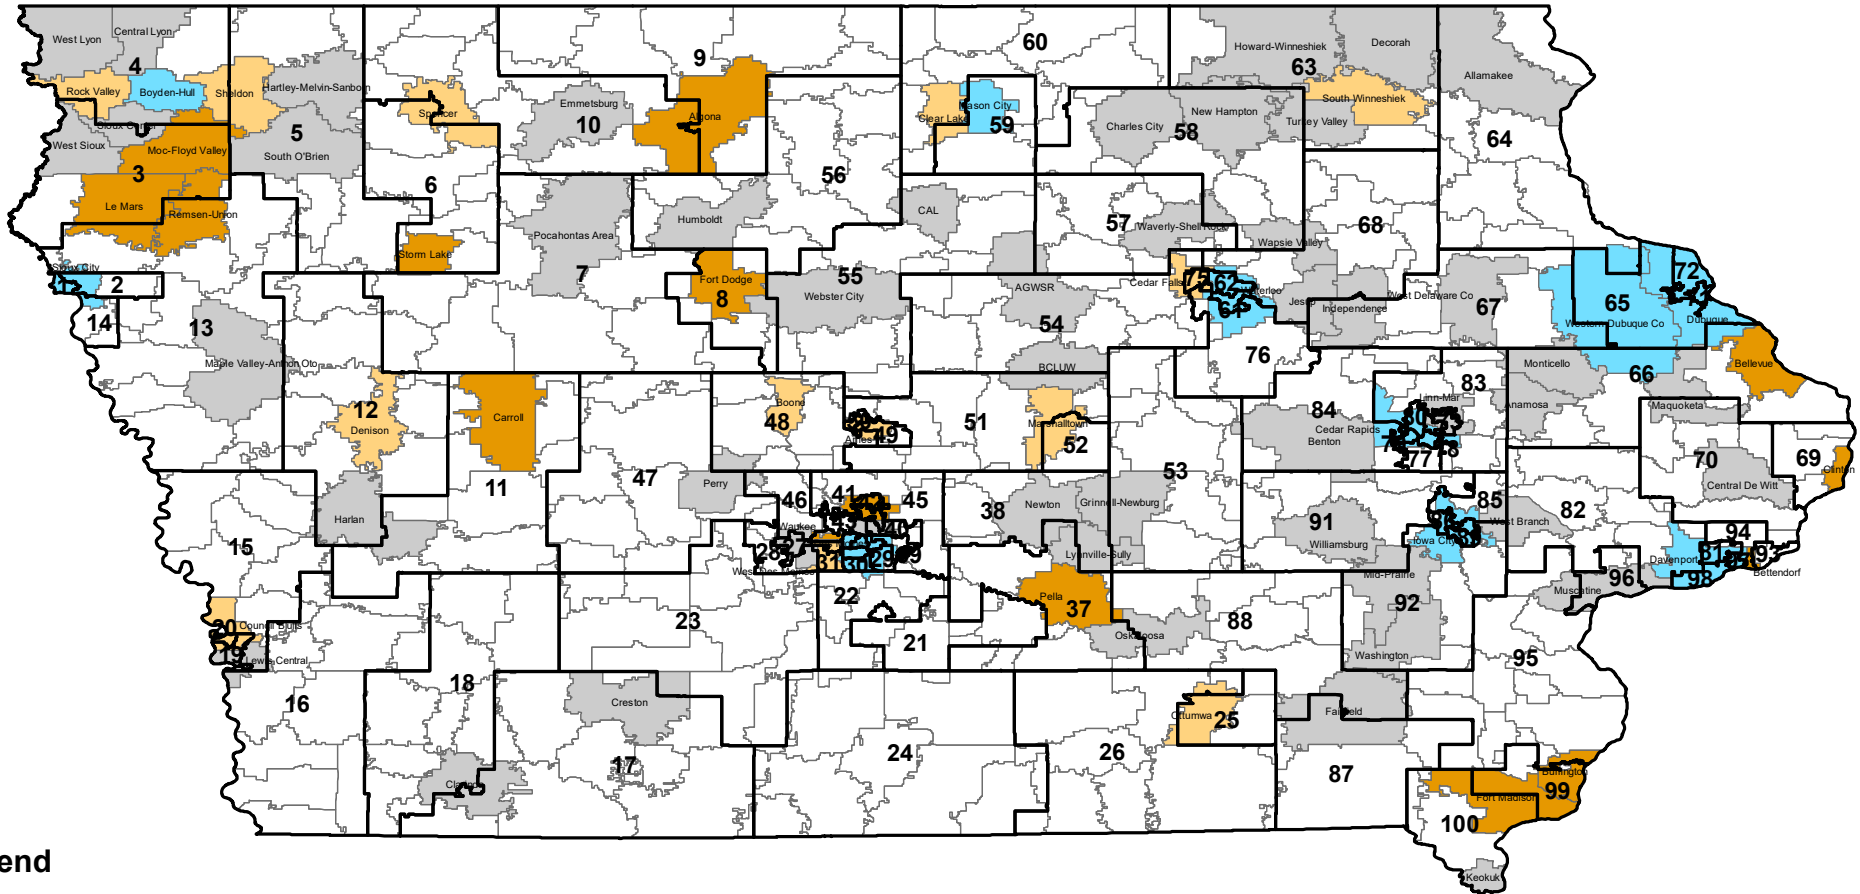 West Lyon
Central Lyon
4
Rock Valley
Boyden-Hull
Sheldon
Hartley-Melvin-Sanborn
West Sioux
5
South O'Brien
Moc-Floyd Valley
3
Le Mars
Remsen-Union
Spencer
6
Storm Lake
Emmetsburg
10
9
Algona
60
Clear Lake
Mason City
59
Howard-Winneshiek
Decorah
63
South Winneshiek
Allamakee
New Hampton
Charles City
58
Turkey Valley
64
56
Pocahontas Area
7
Humboldt
CAL
57
Waverly-Shell Rock
68
Wapsie Valley
Sioux City
1
2
14
13
Maple Valley-Anthon Oto
Fort Dodge
8
55
Webster City
AGWSR
54
BCLUW
Cedar Falls
75
62
Waterloo
61
Jesup
Independence
West Delaware Co
67
65
Western Dubuque Co
72
Dubuque
76
Bellevue
Monticello
66
Maquoketa
Anamosa
12
Denison
Carroll
Boone
48
Ames
49
51
Marshalltown
52
83
Linn-Mar
84
Cedar Rapids
Benton
80
77
78
53
70
Central De Witt
69
Clinton
Harlan
11
47
Perry
46
41
45
Waukee
28
West Des Moines
31
30
29
38
Newton
Grinnell-Newburg
Lynnville-Sully
91
Williamsburg
85
Iowa City
West Branch
82
94
93
81
Davenport
98
Bettendorf
96
Muscatine
15
20
Council Bluffs
19
Lewis Central
22
21
23
Pella
37
Oskaloosa
88
Mid-Prairie
92
Washington
95
16
18
Creston
17
24
26
Ottumwa
25
Fairfield
87
Burlington
99
Fort Madison
100
Keokuk
end